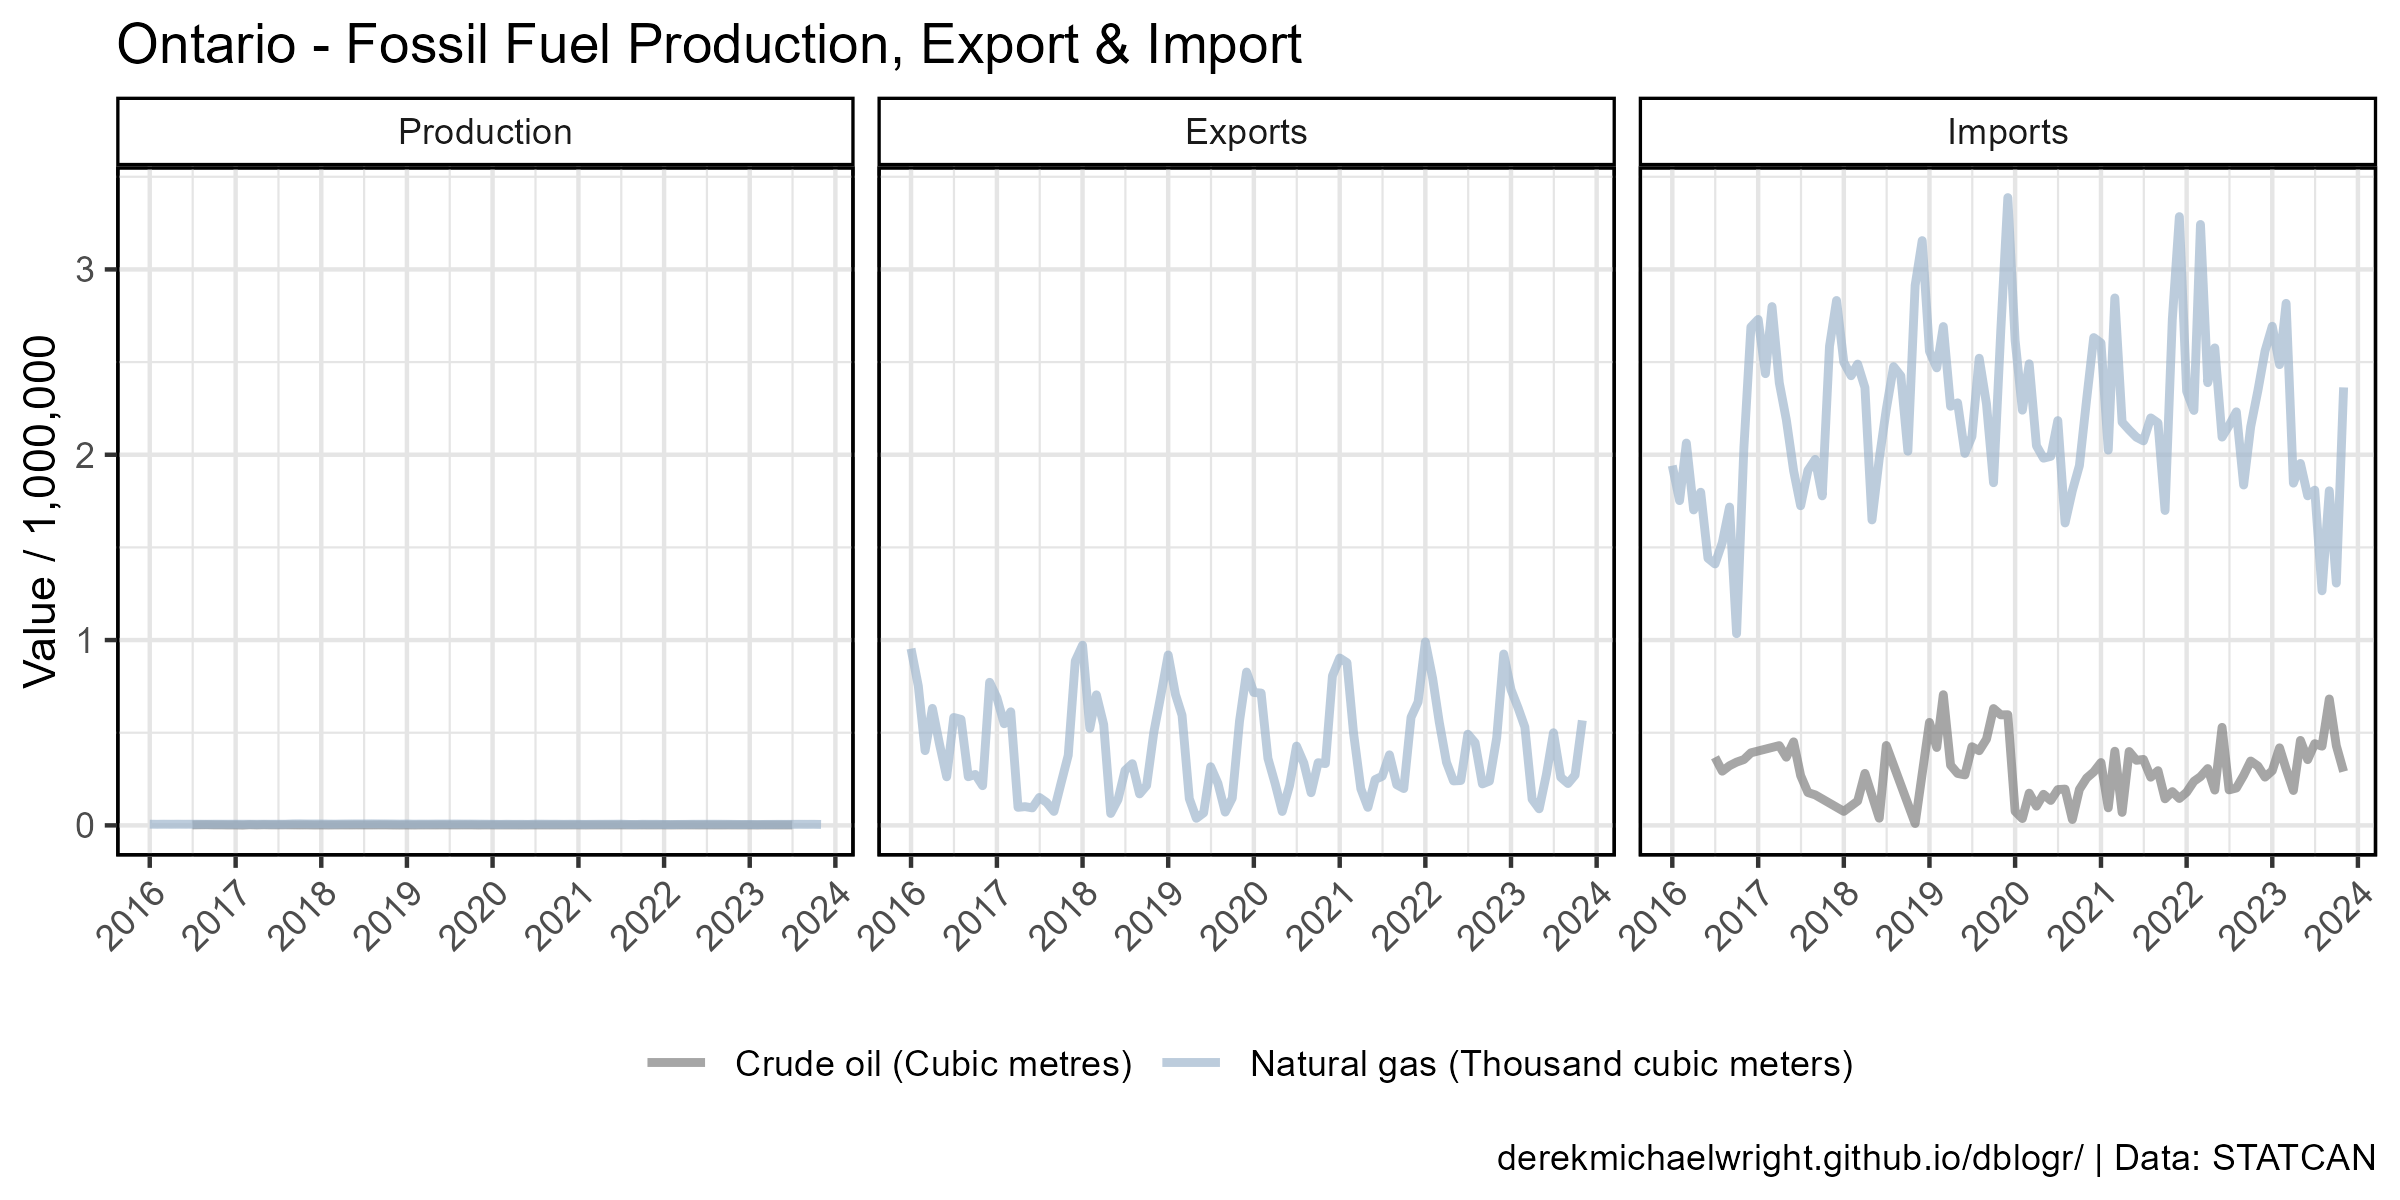 Ontario - Fossil Fuel Production, Export & Import
Production
Exports
Imports
Value / 1,000,000
3
2
1
0
2016 2017 2018 2019 2020 2021 2022 2023 2024
2016 2017 2018 2019 2020 2021 2022 2023 2024
2016 2017 2018 2019 2020 2021 2022 2023 2024
Crude oil (Cubic metres)
Natural gas (Thousand cubic meters)
derekmichaelwright.github.io/dblogr/ | Data: STATCAN